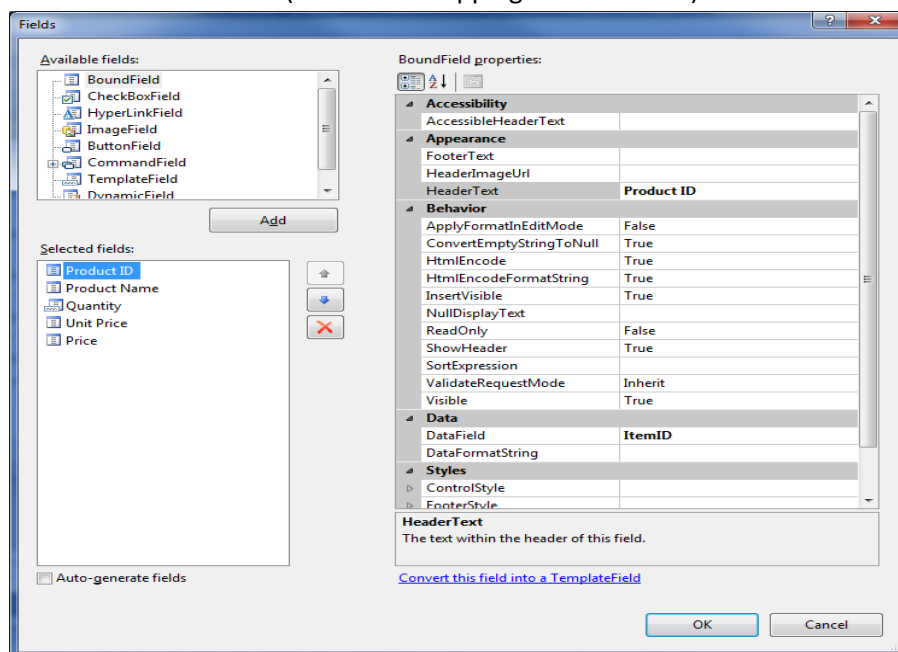 Fields
Available fields:
BoundField
CheckBoxField
HyperLinkField
ImageField
ButtonField
CommandField
TemplateField
DynamicField
Add
Selected fields:
Product ID
Product Name
Quantity
Unit Price
Price
Auto-generate fields
BoundField properties:
Accessibility
AccessibleHeaderText
Appearance
FooterText
HeaderImageUrl
HeaderText Product ID
Behavior
ApplyFormatInEditMode False
ConvertEmptyStringToNull True
HtmlEncode True
HtmlEncodeFormatString True
InsertVisible True
NullDisplayText
ReadOnly False
ShowHeader True
SortExpression
ValidateRequestMode Inherit
Visible True
Data
DataField ItemID
DataFormatString
Styles
ControlStyle
FooterStyle
HeaderText
The text within the header of this field.
Convert this field into a TemplateField
OK Cancel